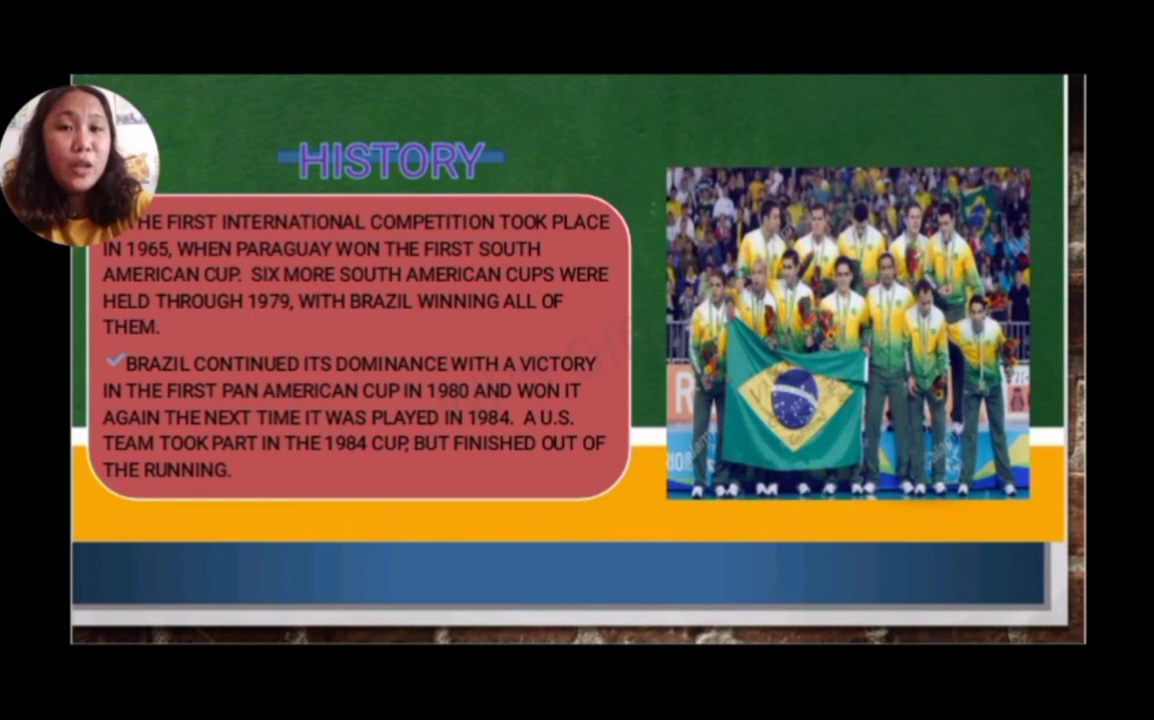 HISTORY
HE FIRST INTERNATIONAL COMPETITION TOOK PLACE
IN 1965, WHEN PARAGUAY WON THE FIRST SOUTH
AMERICAN CUP. SIX MORE SOUTH AMERICAN CUPS WERE
HELD THROUGH 1979, WITH BRAZIL WINNING ALL OF
THEM.
BRAZIL CONTINUED ITS DOMINANCE WITH A VICTORY
IN THE FIRST PAN AMERICAN CUP IN 1980 AND WON IT
AGAIN THE NEXT TIME IT WAS PLAYED IN 1984. A U.S.
TEAM TOOK PART IN THE 1984 CUP, BUT FINISHED OUT OF
THE RUNNING.